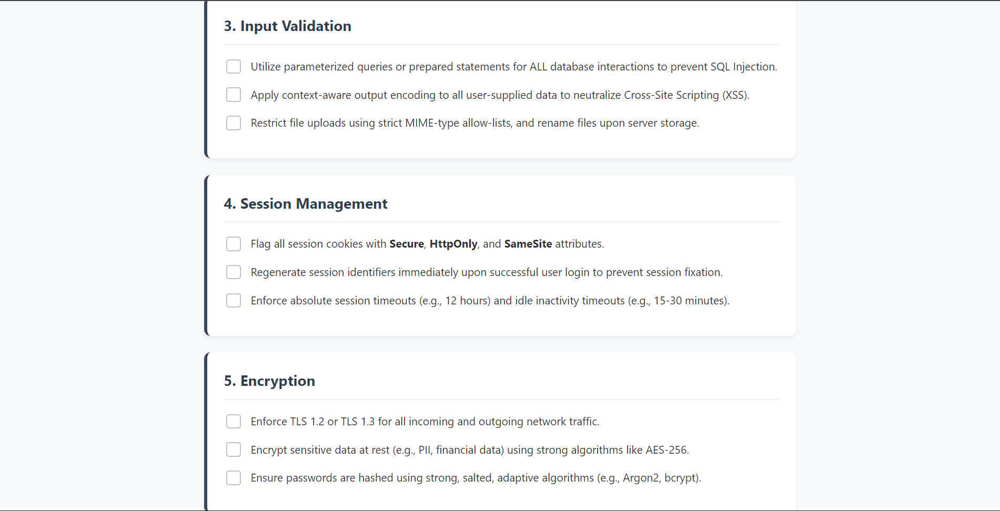 3. Input Validation
Utilize parameterized queries or prepared statements for ALL database interactions to prevent SQL Injection.
Apply context-aware output encoding to all user-supplied data to neutralize Cross-Site Scripting (XSS).
Restrict file uploads using strict MIME-type allow-lists, and rename files upon server storage.
4. Session Management
Flag all session cookies with Secure, HttpOnly, and SameSite attributes.
Regenerate session identifiers immediately upon successful user login to prevent session fixation.
Enforce absolute session timeouts (e.g., 12 hours) and idle inactivity timeouts (e.g., 15-30 minutes).
5. Encryption
Enforce TLS 1.2 or TLS 1.3 for all incoming and outgoing network traffic.
Encrypt sensitive data at rest (e.g., PII, financial data) using strong algorithms like AES-256.
Ensure passwords are hashed using strong, salted, adaptive algorithms (e.g., Argon2, bcrypt).